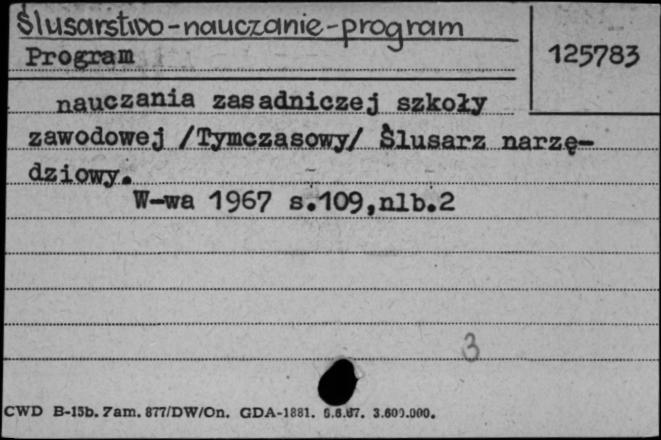 Ślusarstwo-nauczanie-program
Program
125783
nauczania zasadniczej szkoły
zawodowej /Tymczasowy/ Ślusarz narzę-
dziowy.
W-wa 1967 s.109,nlb.2
3
CWD B-15b. Zam. 877/DW/On. GDA-1881. 6.6.67. 3.600.000.